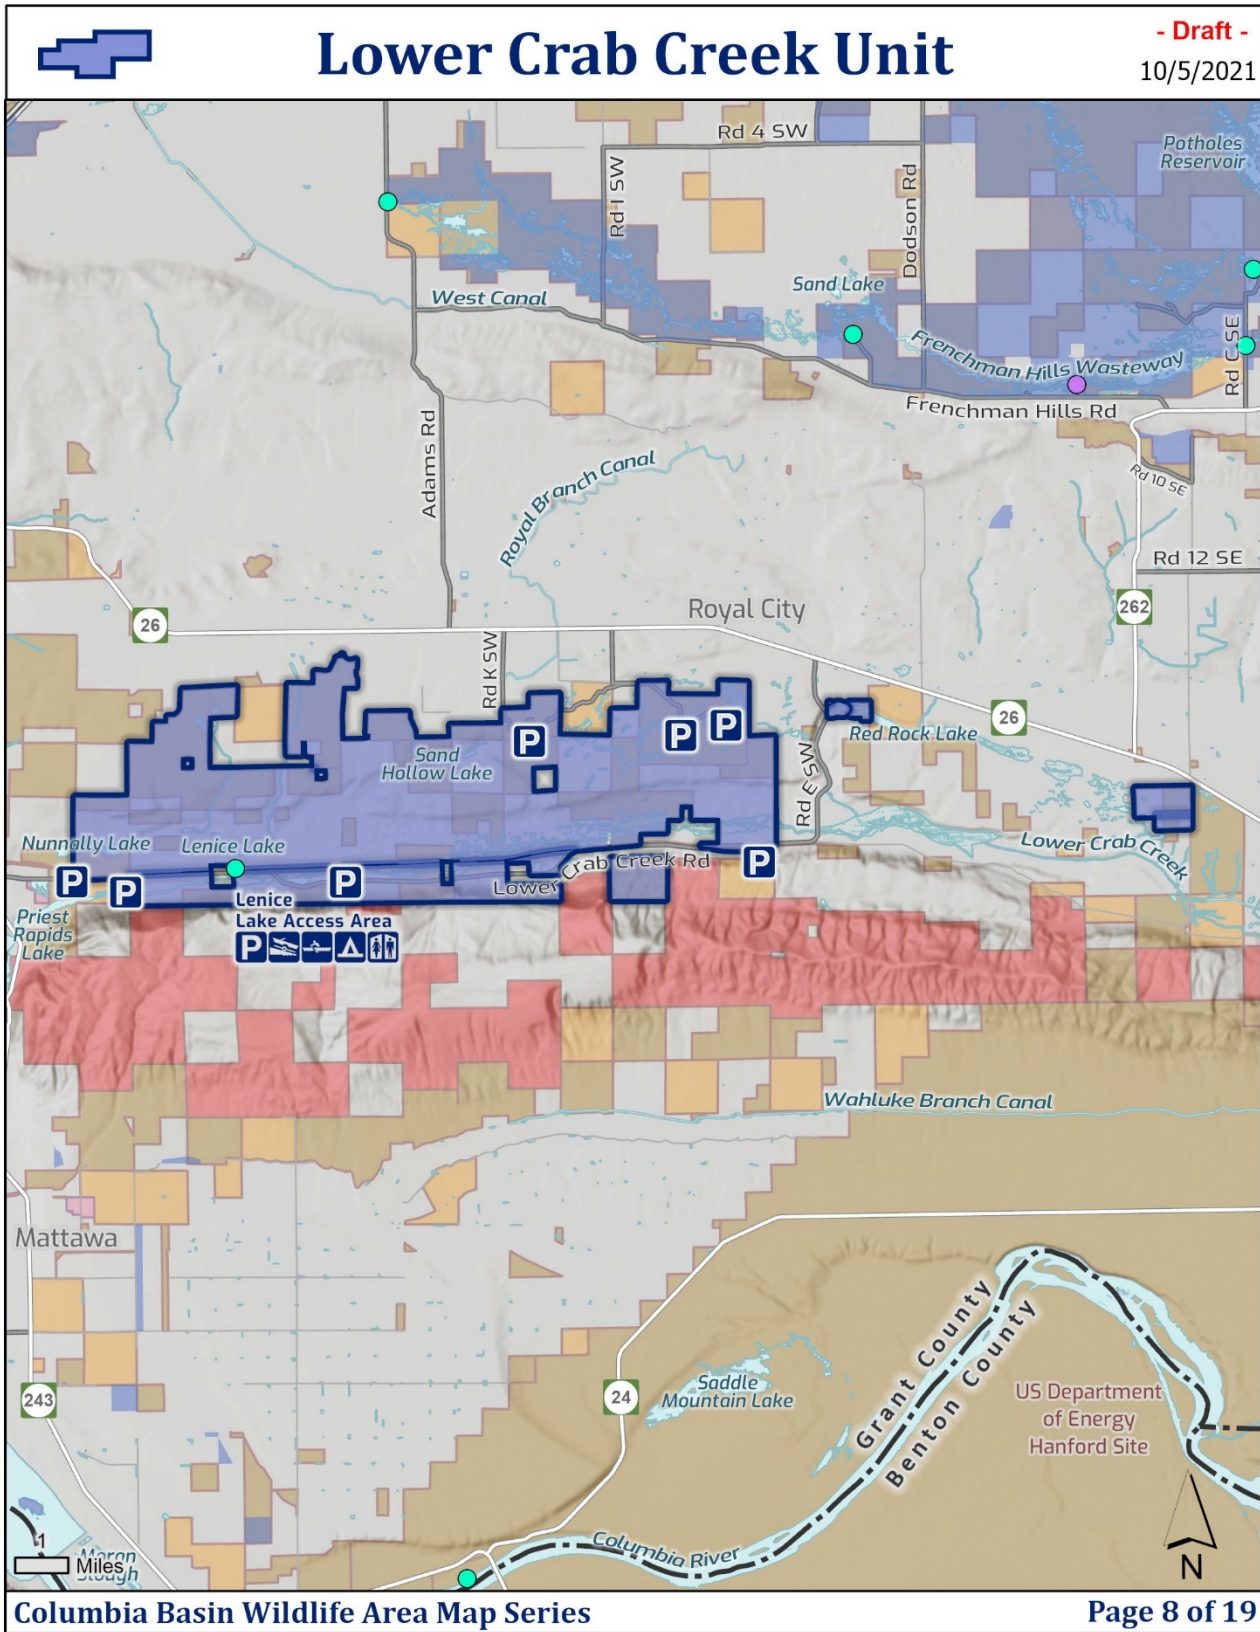 Lower Crab Creek Unit
- Draft -
10/5/2021
Rd 4 SW
Potholes
Reservoir
Rd I SW
Dodson Rd
Sand Lake
West Canal
Frenchman Hills Wasteway
Rd C SE
Frenchman Hills Rd
Adams Rd
Royal Branch Canal
Rd 10 SE
Rd 12 SE
26
Royal City
262
Rd K SW
P
P
P
Red Rock Lake
26
Sand
Hollow Lake
Rd E SW
Nunnally Lake
Lenice Lake
Lower Crab Creek
Lower Crab Creek Rd
P
P
P
P
Lenice
Lake Access Area
P
Priest
Rapids
Lake
Wahluke Branch Canal
Mattawa
243
24
Saddle
Mountain Lake
Grant County
Benton County
US Department
of Energy
Hanford Site
Columbia River
Moran
Slough
1
Miles
N
Columbia Basin Wildlife Area Map Series
Page 8 of 19